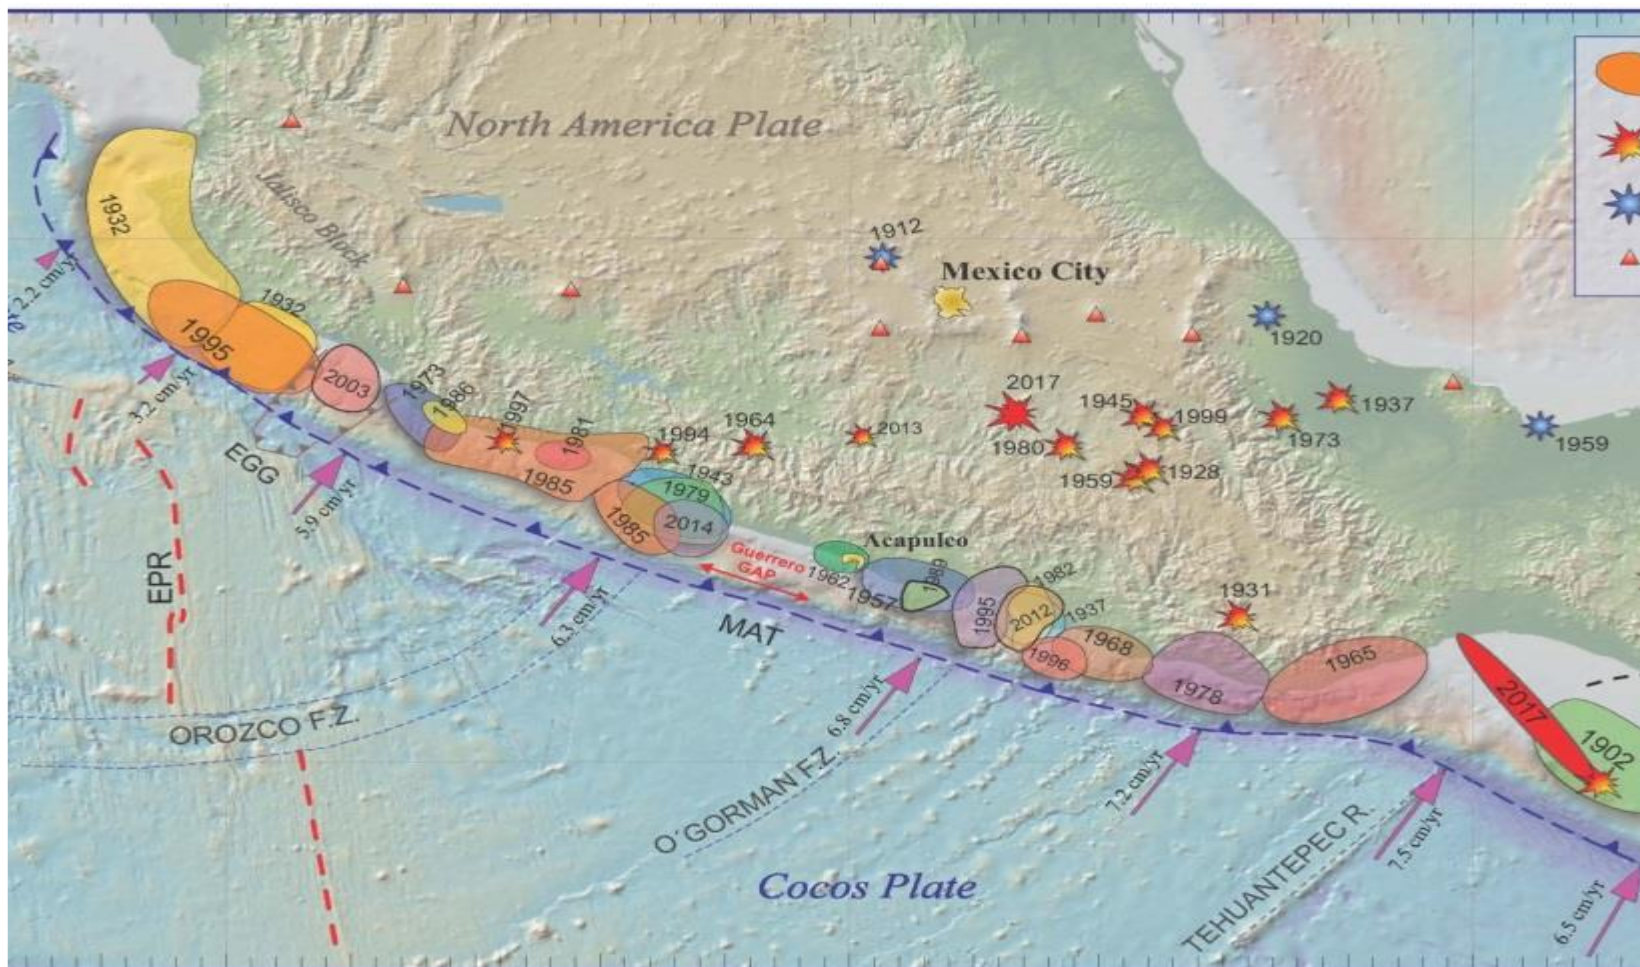 North America Plate
Jalisco Block
1932
1912
Mexico City
2.2 cm/yr
1932
1995
1920
2003
3.2 cm/yr
1973
1986
1997
1981
1964
2013
2017
1945
1999
1937
1980
1973
1959
1994
1959
1928
EGG
1985
1943
1979
5.9 cm/yr
1985
2014
Acapulco
Guerrero
GAP
1962
1957
1989
1982
EPR
6.3 cm/yr
MAT
1995
2012
1937
1931
1996
1968
1965
1978
6.8 cm/yr
2017
1902
OROZCO F.Z.
O´GORMAN F.Z.
7.2 cm/yr
7.5 cm/yr
Cocos Plate
TEHUANTEPEC R.
6.5 cm/yr